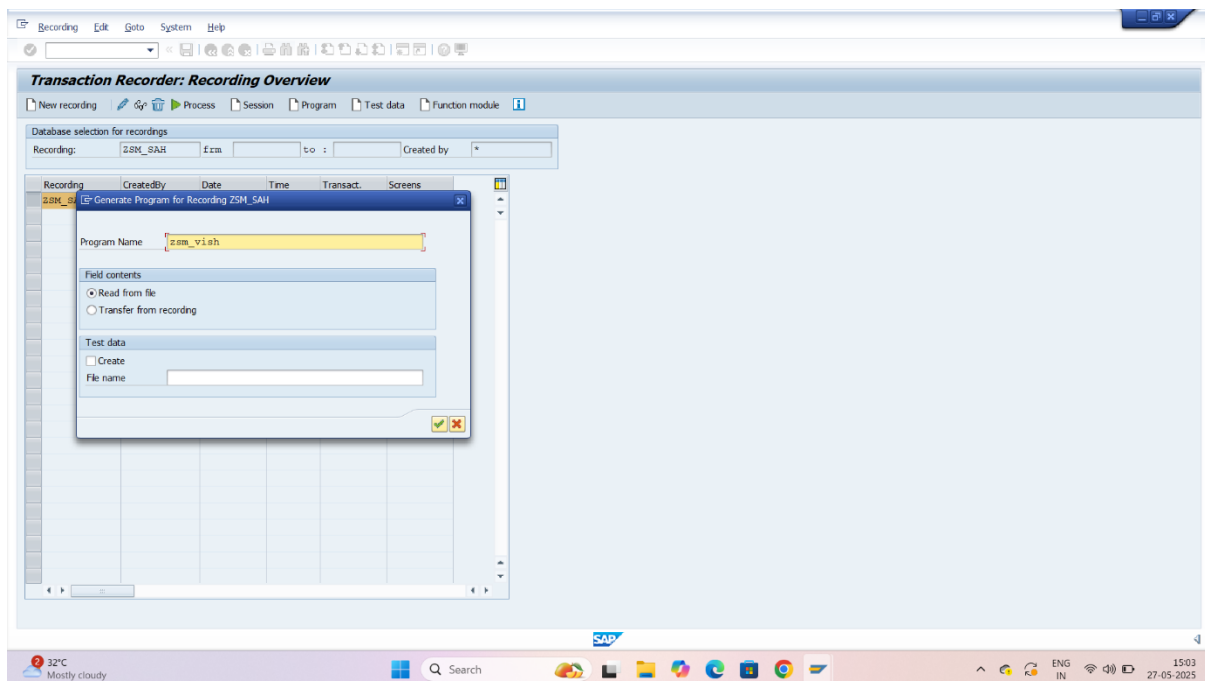 Recording Edit Goto System Help
Transaction Recorder: Recording Overview
New recording Process Session Program Test data Function module
Database selection for recordings
Recording: ZSM_SAH frm to : Created by *
Recording CreatedBy Date Time Transact. Screens
ZSM_S
Generate Program for Recording ZSM_SAH
Program Name zsm_vish
Field contents
Read from file
Transfer from recording
Test data
Create
File name
SAP
2 32°C
Mostly cloudy
Search
ENG
IN
15:03
27-05-2025